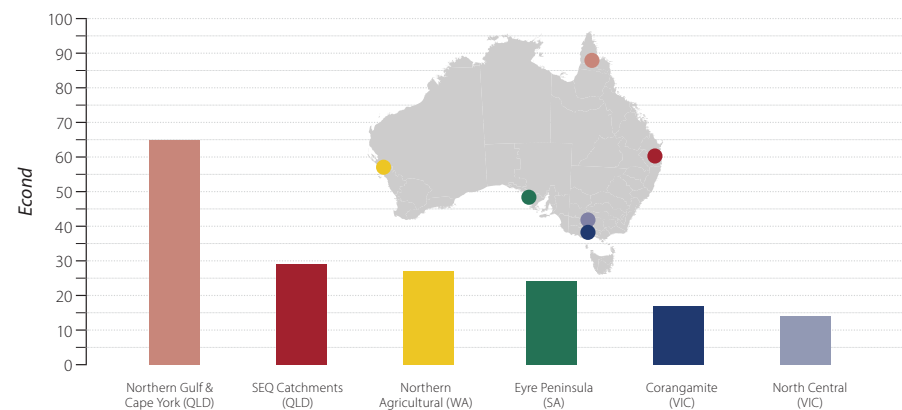 100
90
80
70
60
50
40
30
20
10
0
Econd
Northern Gulf &
Cape York (QLD)
SEQ Catchments
(QLD)
Northern
Agricultural (WA)
Eyre Peninsula
(SA)
Corangamite
(VIC)
North Central
(VIC)